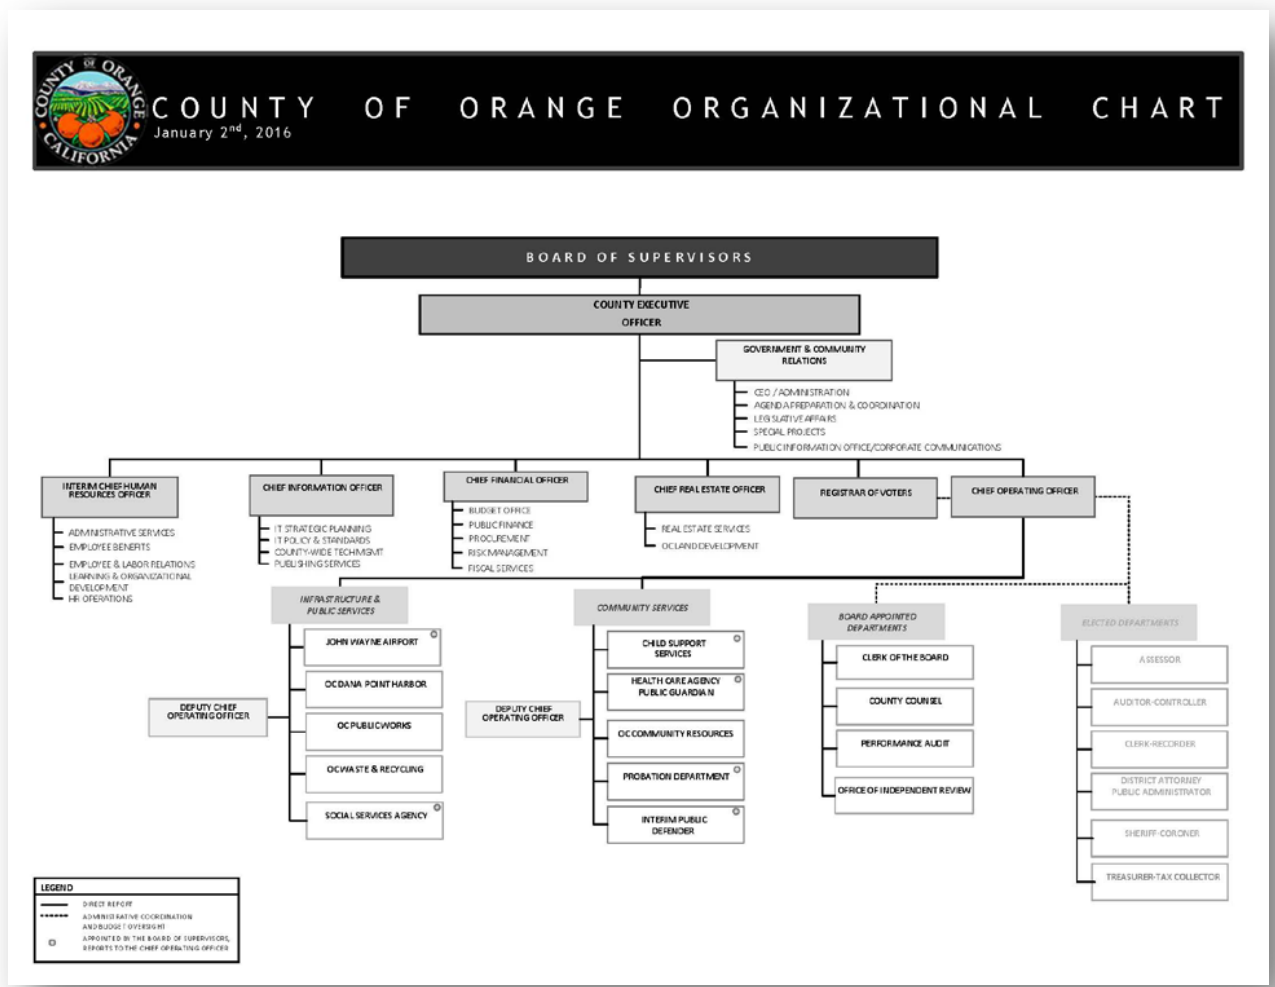 COUNTY OF ORANGE
CALIFORNIA
COUNTY OF ORANGE ORGANIZATIONAL CHART
January 2nd, 2016
BOARD OF SUPERVISORS
COUNTY EXECUTIVE
OFFICER
GOVERNMENT & COMMUNITY
RELATIONS
CEO / ADMINISTRATION
AGENDA PREPARATION & COORDINATION
LEGISLATIVE AFFAIRS
SPECIAL PROJECTS
PUBLIC INFORMATION OFFICE/CORPORATE COMMUNICATIONS
INTERIM CHIEF HUMAN
RESOURCES OFFICER
ADMINISTRATIVE SERVICES
EMPLOYEE BENEFITS
EMPLOYEE & LABOR RELATIONS
LEARNING & ORGANIZATIONAL
DEVELOPMENT
HR OPERATIONS
CHIEF INFORMATION OFFICER
IT STRATEGIC PLANNING
IT POLICY & STANDARDS
COUNTY-WIDE TECH MGMT
PUBLISHING SERVICES
CHIEF FINANCIAL OFFICER
BUDGET OFFICE
PUBLIC FINANCE
PROCUREMENT
RISK MANAGEMENT
FISCAL SERVICES
CHIEF REAL ESTATE OFFICER
REAL ESTATE SERVICES
OC LAND DEVELOPMENT
REGISTRAR OF VOTERS
CHIEF OPERATING OFFICER
INFRASTRUCTURE &
PUBLIC SERVICES
JOHN WAYNE AIRPORT
OC DANA POINT HARBOR
DEPUTY CHIEF
OPERATING OFFICER
OC PUBLIC WORKS
OC WASTE & RECYCLING
SOCIAL SERVICES AGENCY
COMMUNITY SERVICES
CHILD SUPPORT
SERVICES
HEALTH CARE AGENCY
PUBLIC GUARDIAN
DEPUTY CHIEF
OPERATING OFFICER
OC COMMUNITY RESOURCES
PROBATION DEPARTMENT
INTERIM PUBLIC
DEFENDER
BOARD APPOINTED
DEPARTMENTS
CLERK OF THE BOARD
COUNTY COUNSEL
PERFORMANCE AUDIT
OFFICE OF INDEPENDENT REVIEW
ELECTED DEPARTMENTS
ASSESSOR
AUDITOR-CONTROLLER
CLERK-RECORDER
DISTRICT ATTORNEY
PUBLIC ADMINISTRATOR
SHERIFF-CORONER
TREASURER-TAX COLLECTOR
LEGEND
DIRECT REPORT
ADMINISTRATIVE COORDINATION
AND BUDGET OVERSIGHT
APPOINTED BY THE BOARD OF SUPERVISORS,
REPORTS TO THE CHIEF OPERATING OFFICER